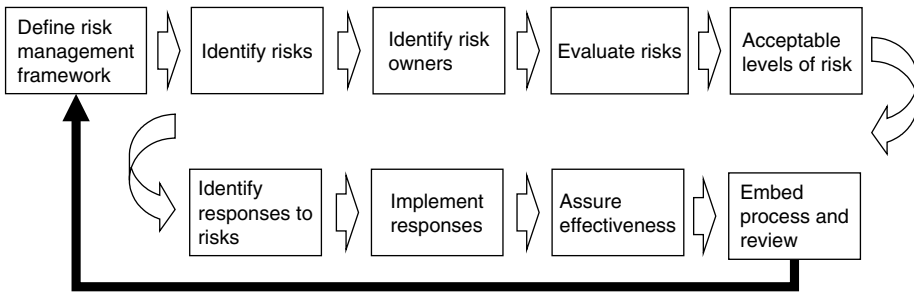 Define risk
management
framework
Identify risks
Identify risk
owners
Evaluate risks
Acceptable
levels of risk
Identify
responses to
risks
Implement
responses
Assure
effectiveness
Embed
process and
review